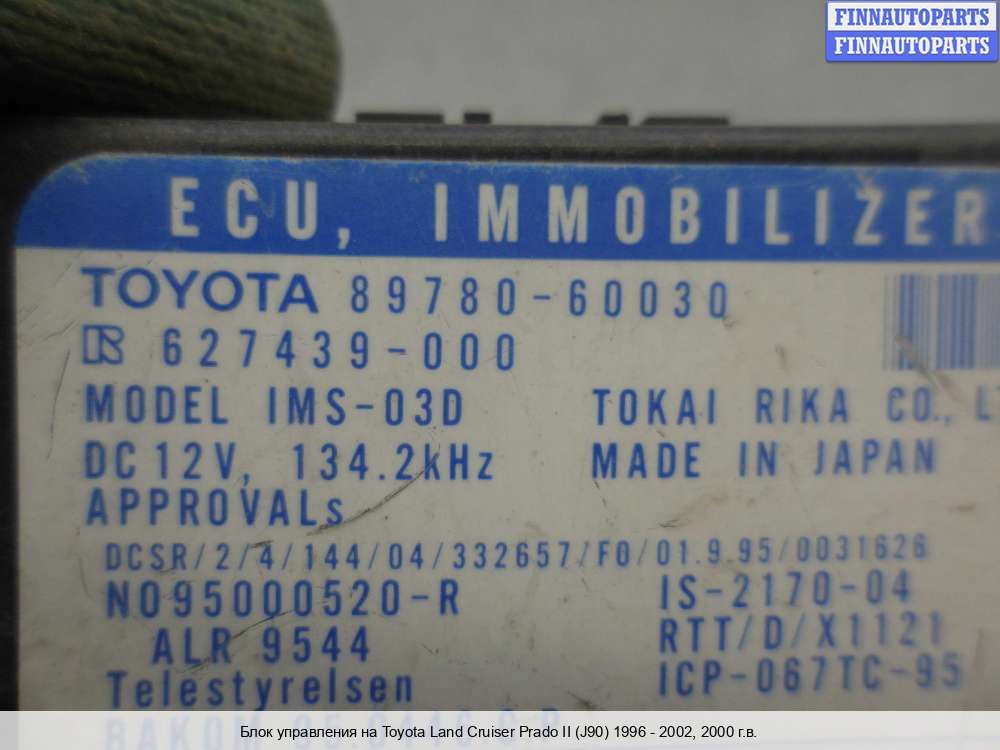 FINNAUTOPARTS
FINNAUTOPARTS
ECU, IMMOBILIZER
TOYOTA 89780-60030
627439-000
MODEL IMS-03D TOKAI RIKA CO.,
DC12V, 134.2kHz MADE IN JAPAN
APPROVALs
DCSR/2/4/144/04/332657/F0/01.9.95/0031626
NO95000520-R IS-2170-04
ALR 9544 RTT/D/X1121
Telestyrelsen ICP-067TC-95
Блок управления на Toyota Land Cruiser Prado II (J90) 1996 - 2002, 2000 г.в.